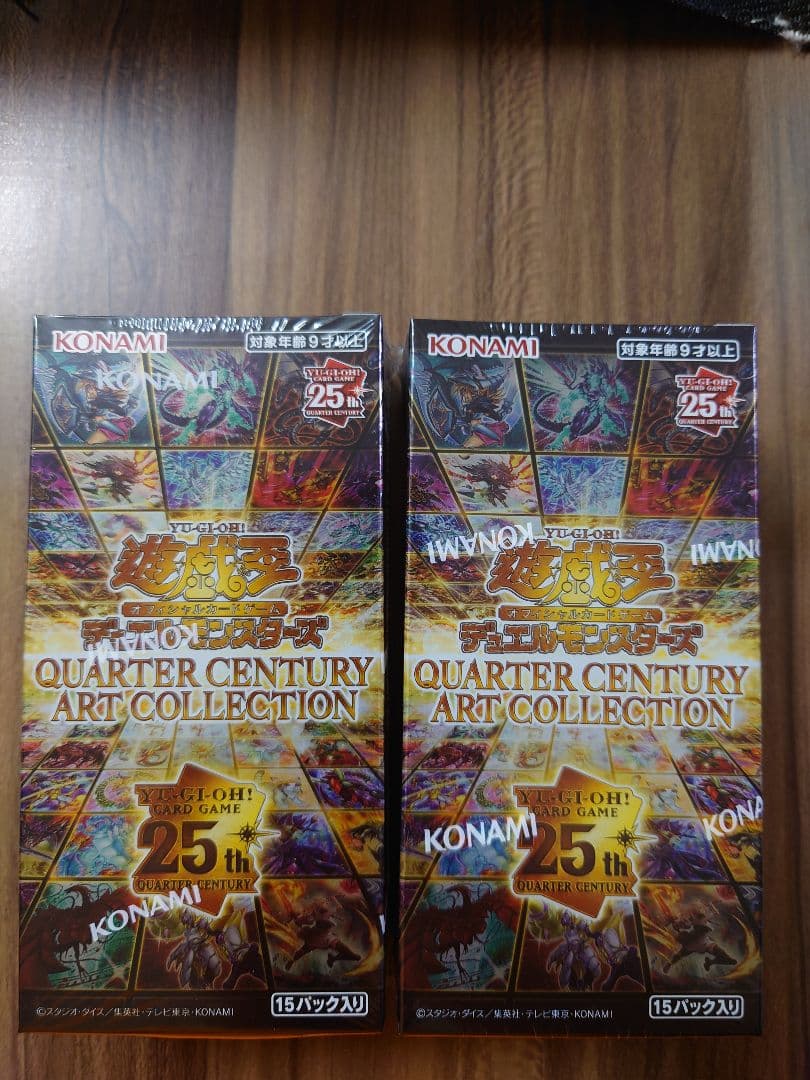 KONAMI
対象年齢9才以上
KONAMI
YU-GI-OH!
CARD GAME
25th
QUARTER CENTURY
YU-GI-OH!
遊戯王
オフィシャルカードゲーム
デュエルモンスターズ
KONAMI
QUARTER CENTURY
ART COLLECTION
YU-GI-OH!
CARD GAME
25th
QUARTER CENTURY
KONAMI
©スタジオ・ダイス/集英社・テレビ東京・KONAMI
15パック入り
KONAMI
対象年齢9才以上
YU-GI-OH!
CARD GAME
25th
QUARTER CENTURY
YU-GI-OH!
KONAMI
KONAMI
遊戯王
オフィシャルカードゲーム
デュエルモンスターズ
QUARTER CENTURY
ART COLLECTION
YU-GI-OH!
CARD GAME
KONAMI
KONA
25th
QUARTER CENTURY
©スタジオ・ダイス/集英社・テレビ東京・KONAMI
15パック入り